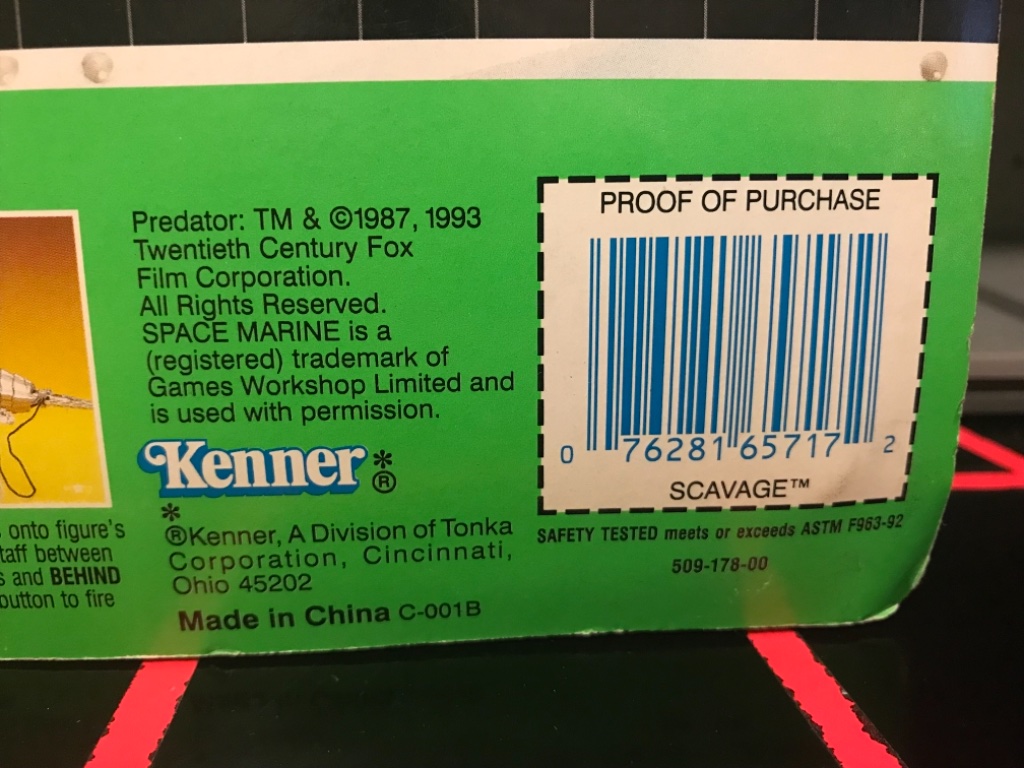 Predator: TM & ©1987, 1993
Twentieth Century Fox
Film Corporation.
All Rights Reserved.
SPACE MARINE is a
(registered) trademark of
Games Workshop Limited and
is used with permission.
Kenner*®
*
®Kenner, A Division of Tonka
Corporation, Cincinnati,
Ohio 45202
Made in China C-001B
onto figure's
between
and BEHIND
to fire
PROOF OF PURCHASE
0 76281 65717 2
SCAVAGE™
SAFETY TESTED meets or exceeds ASTM F963-92
509-178-00